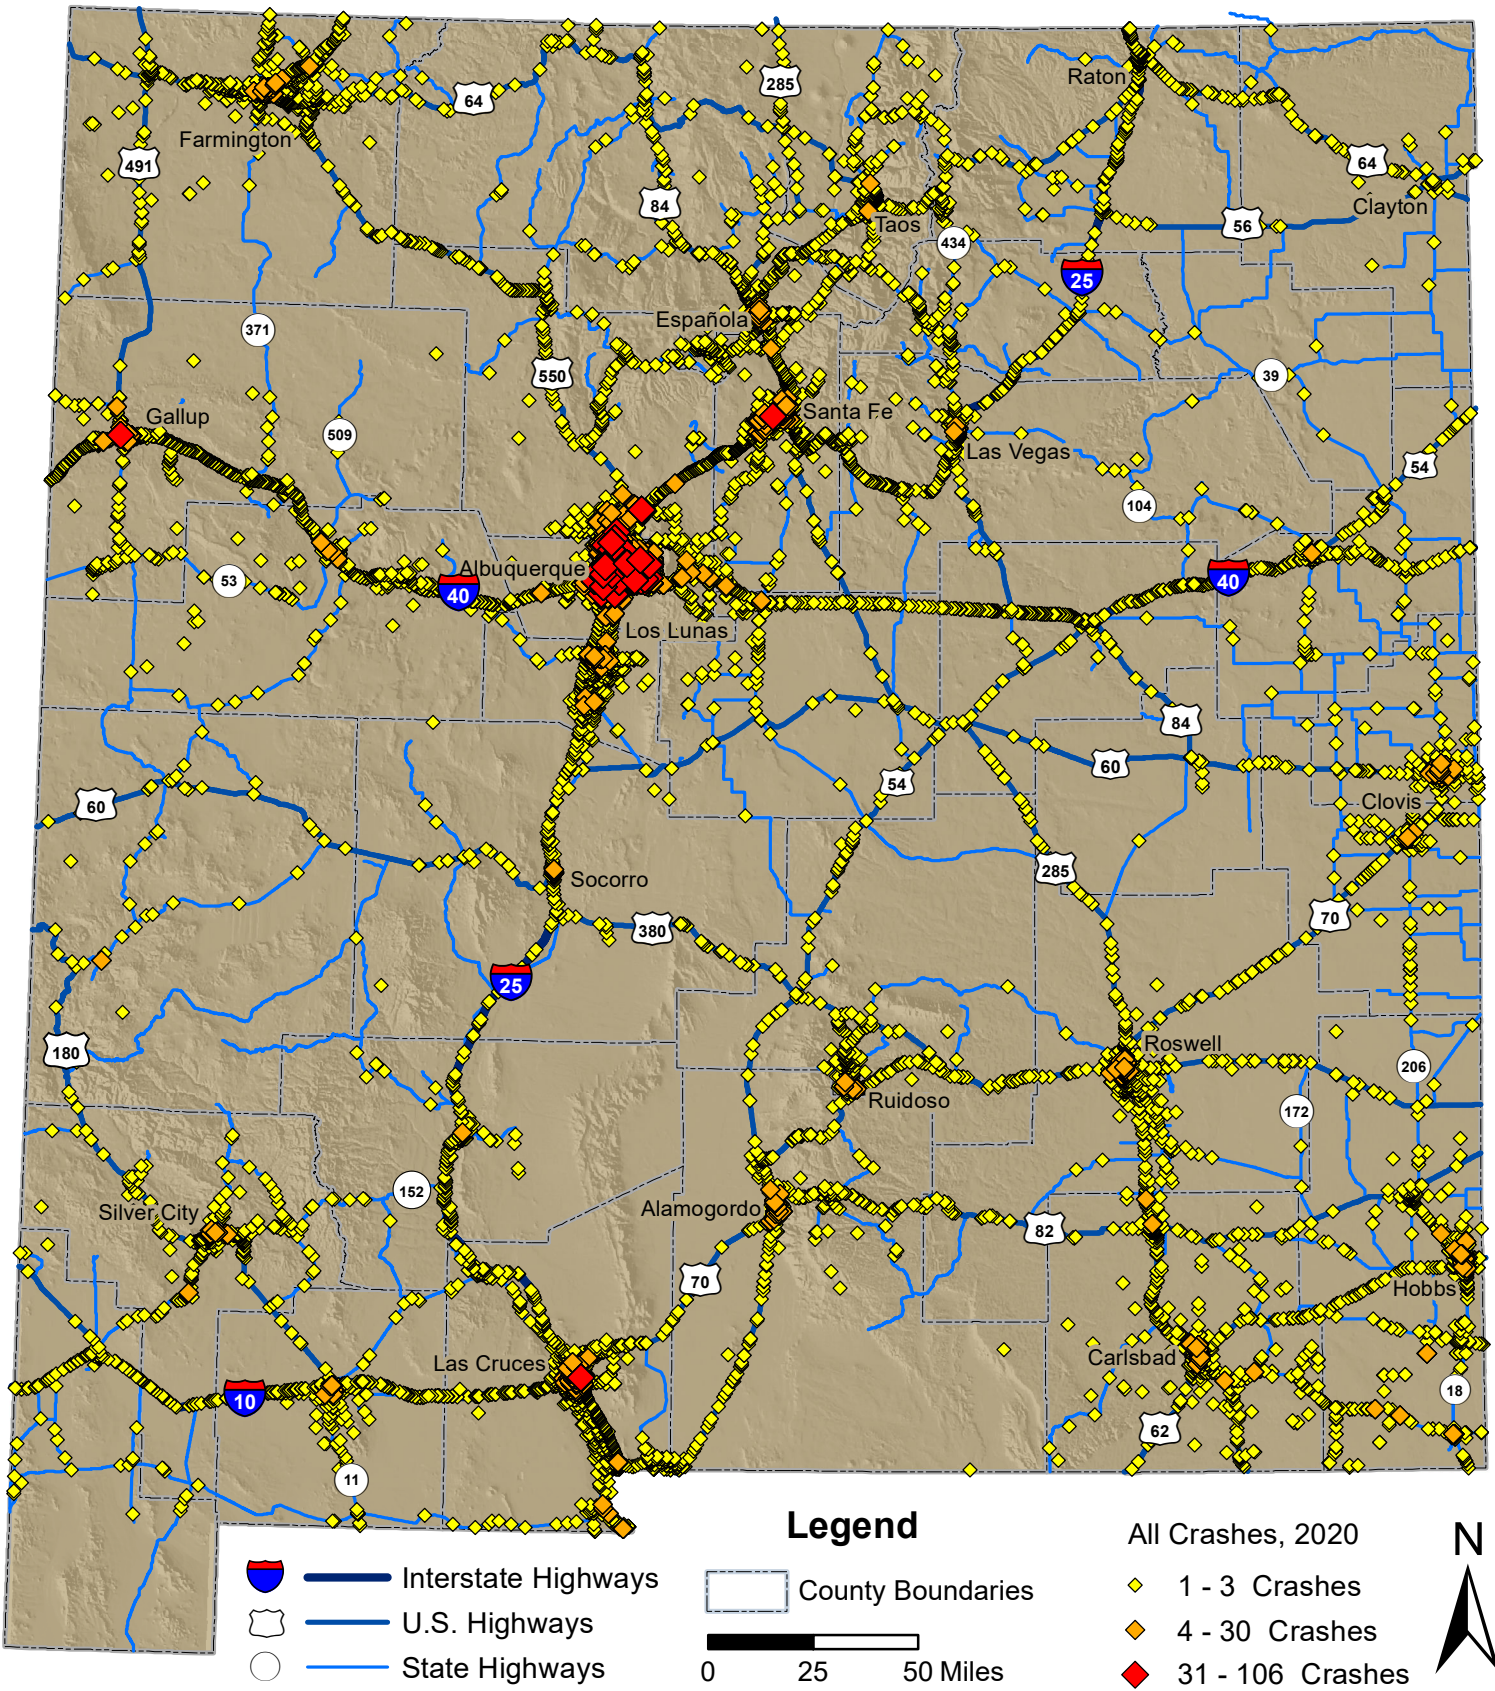 Raton
285
64
Farmington
491
64
Clayton
84
Taos
56
434
25
Española
371
550
39
Gallup
Santa Fe
509
Las Vegas
54
104
Albuquerque
53
40
40
Los Lunas
84
60
54
60
Clovis
285
Socorro
70
380
25
Roswell
180
206
Ruidoso
172
152
Silver City
Alamogordo
82
70
Hobbs
Las Cruces
Carlsbad
10
18
62
11
Legend
All Crashes, 2020
N
Interstate Highways
County Boundaries
1 - 3 Crashes
U.S. Highways
4 - 30 Crashes
State Highways
0 25 50 Miles
31 - 106 Crashes